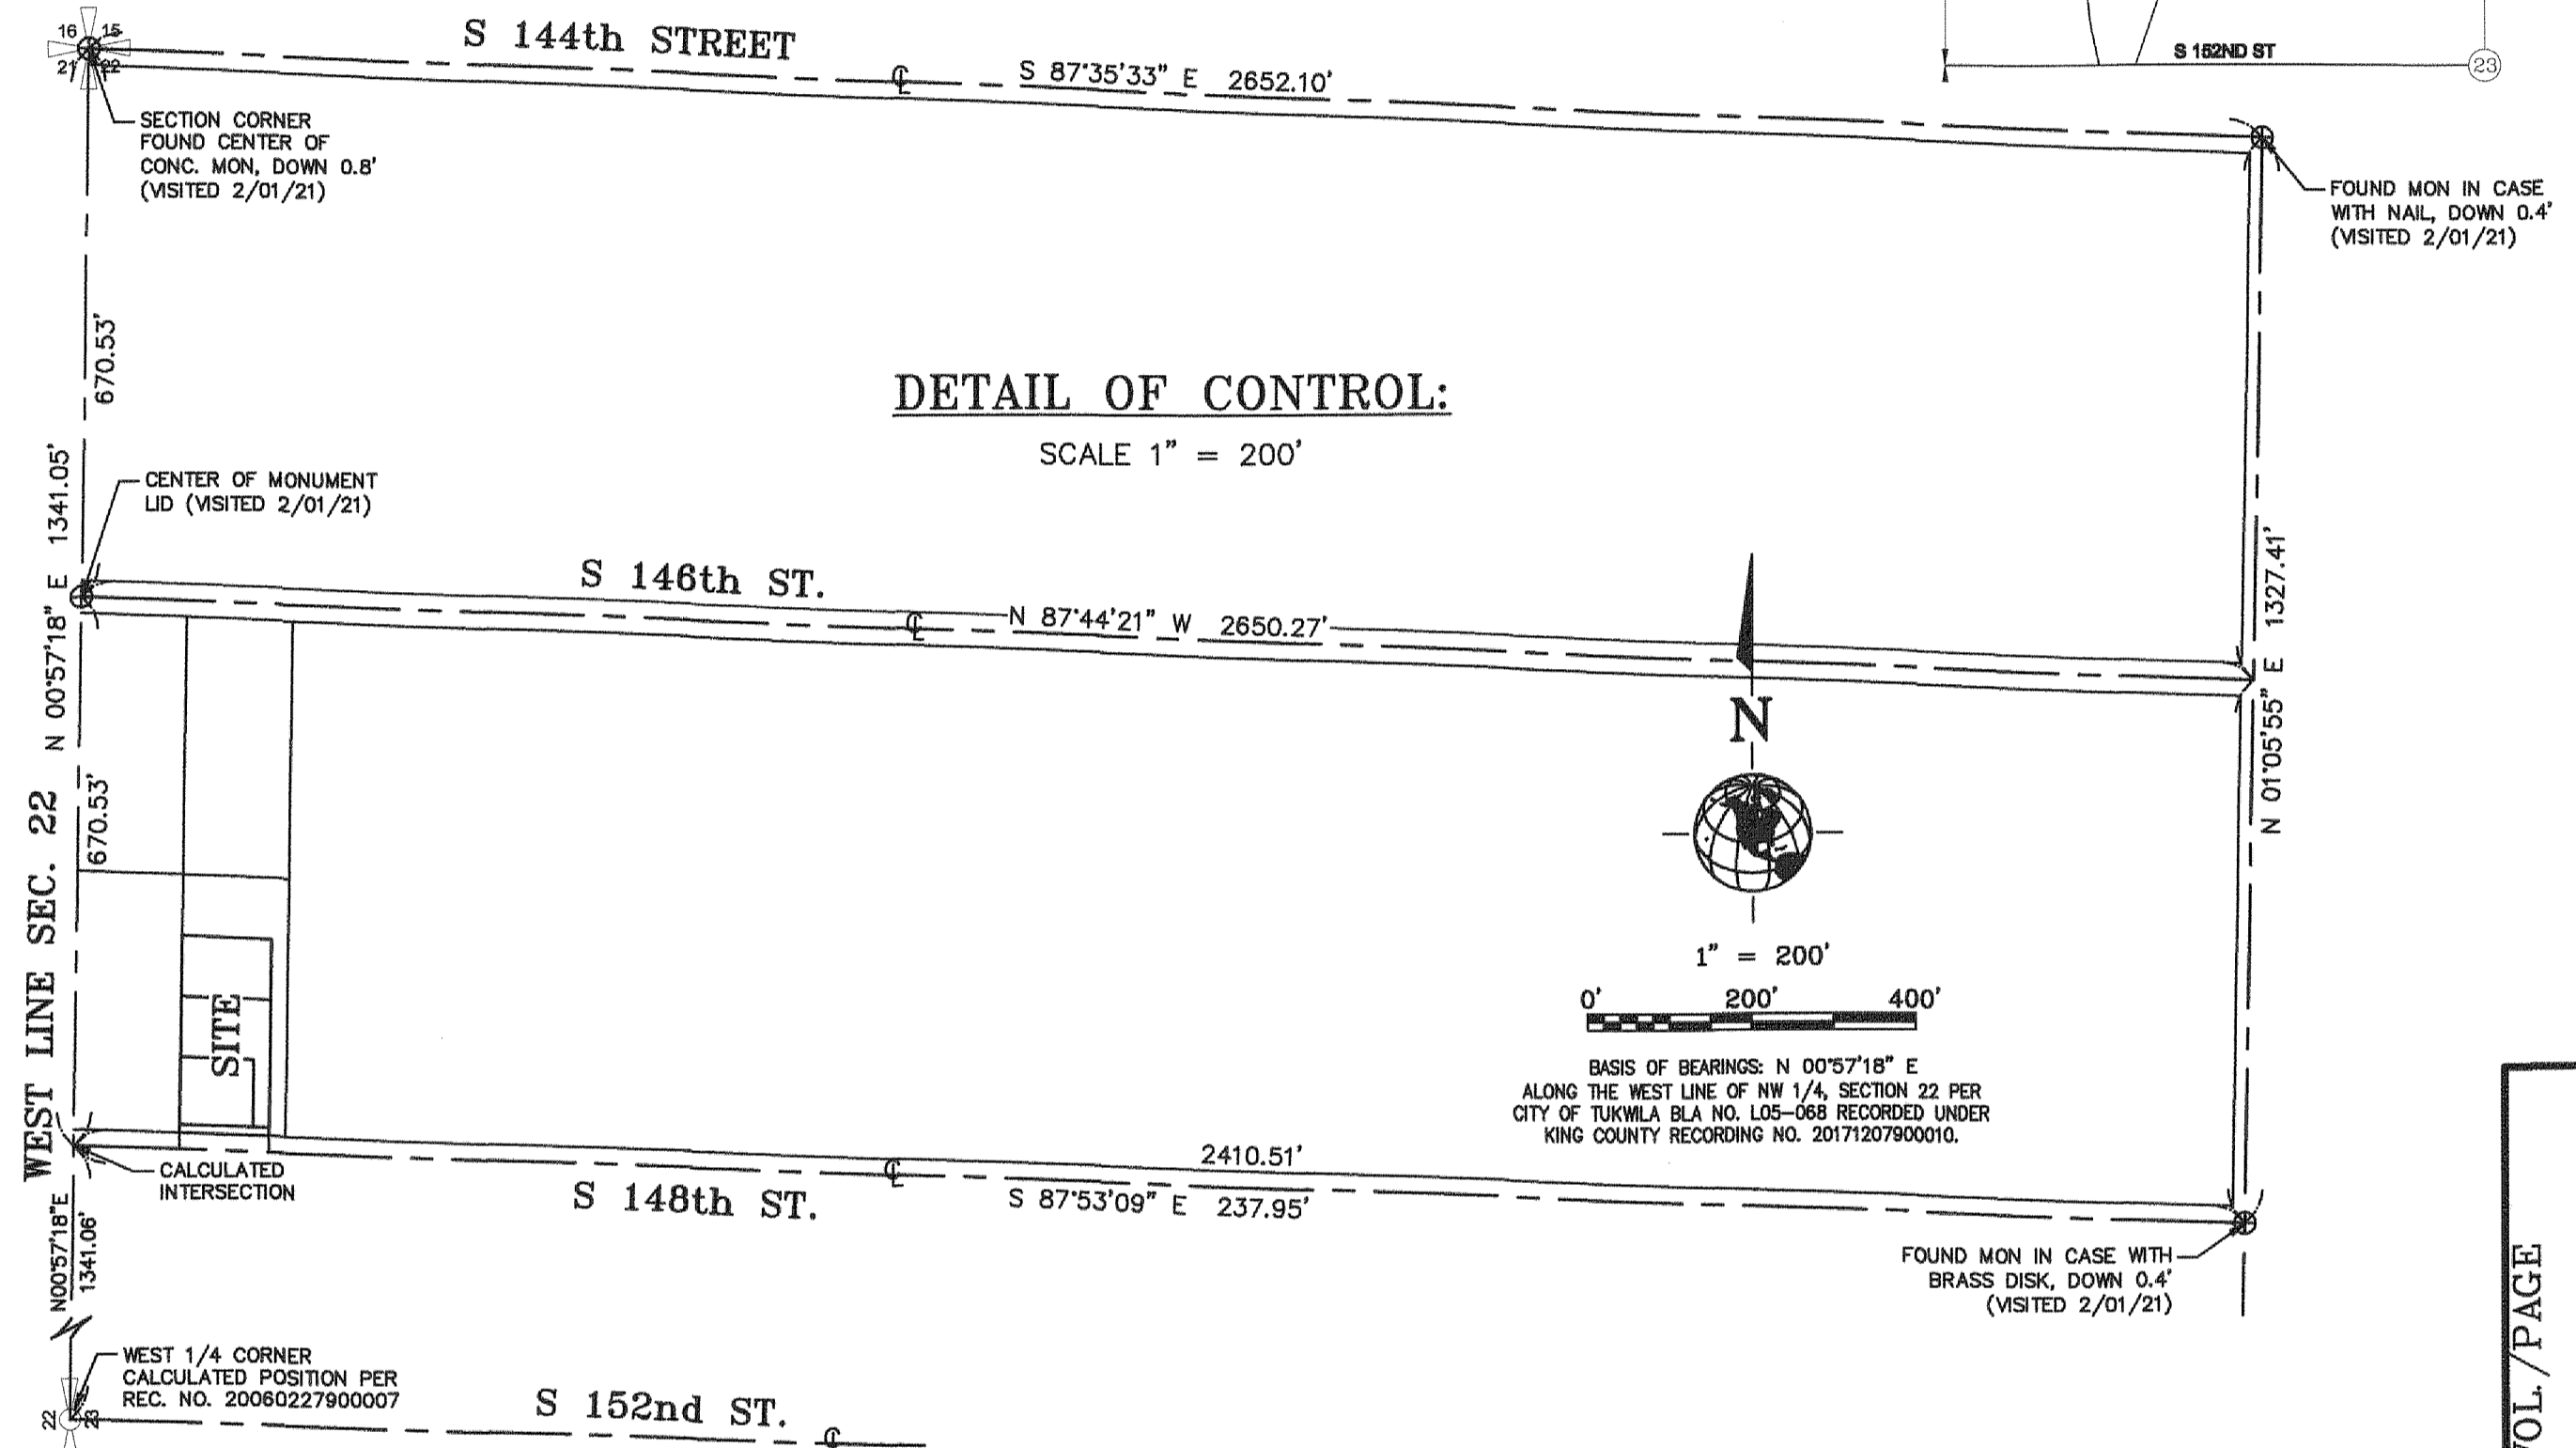 16 15
21 22
S 144th STREET
S 87°35'33" E 2652.10'
S 152ND ST
23
SECTION CORNER
FOUND CENTER OF
CONC. MON, DOWN 0.8'
(VISITED 2/01/21)
FOUND MON IN CASE
WITH NAIL, DOWN 0.4'
(VISITED 2/01/21)
670.53'
DETAIL OF CONTROL:
SCALE 1" = 200'
N 00°57'18" E 1341.05'
CENTER OF MONUMENT
LID (VISITED 2/01/21)
S 146th ST.
N 87°44'21" W 2650.27'
N 01°05'55" E 1327.41'
N
670.53'
WEST LINE SEC. 22
SITE
1" = 200'
0' 200' 400'
BASIS OF BEARINGS: N 00°57'18" E
ALONG THE WEST LINE OF NW 1/4, SECTION 22 PER
CITY OF TUKWILA BLA NO. L05-068 RECORDED UNDER
KING COUNTY RECORDING NO. 20171207900010.
CALCULATED
INTERSECTION
2410.51'
S 148th ST.
S 87°53'09" E 237.95'
N00°57'18"E
1341.06'
FOUND MON IN CASE WITH
BRASS DISK, DOWN 0.4'
(VISITED 2/01/21)
WEST 1/4 CORNER
CALCULATED POSITION PER
REC. NO. 20060227900007
22 23
S 152nd ST.
VOL./PAGE